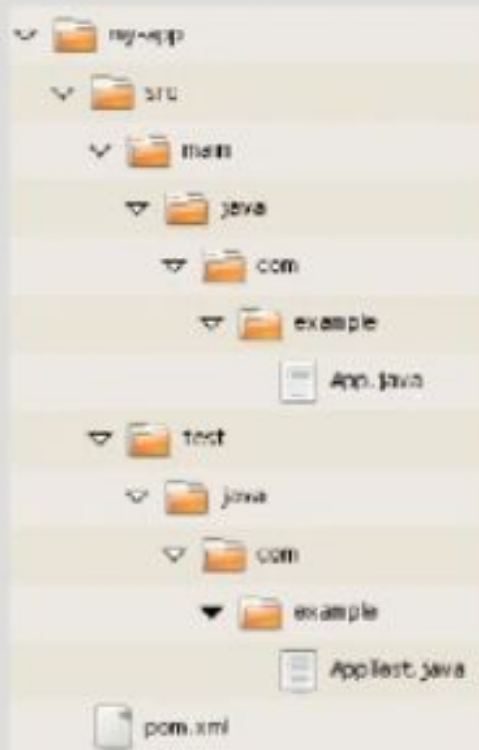 my-app
src
main
java
com
example
App.java
test
java
com
example
AppTest.java
pom.xml